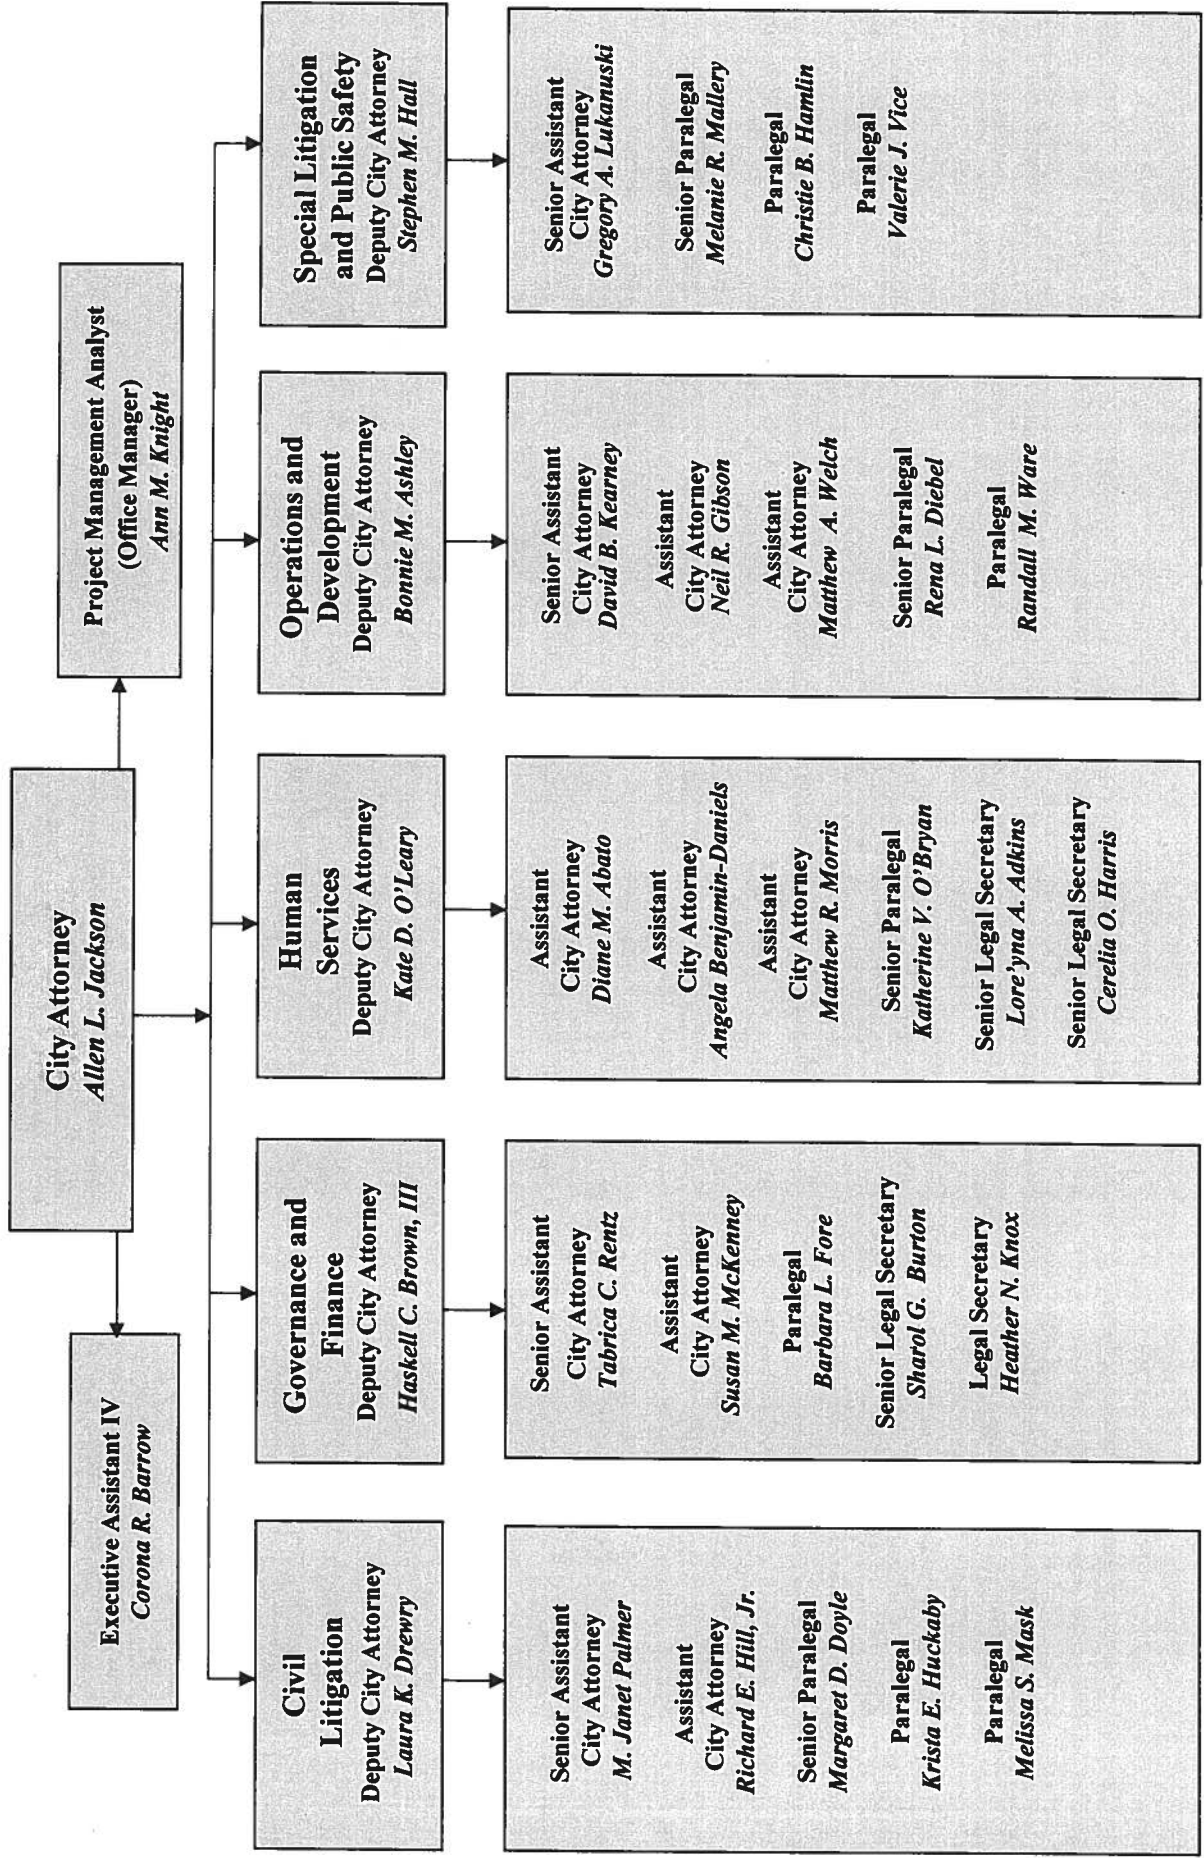 City Attorney
Allen L. Jackson
Executive Assistant IV
Corona R. Barrow
Project Management Analyst
(Office Manager)
Ann M. Knight
Civil
Litigation
Deputy City Attorney
Laura K. Drewry
Governance and
Finance
Deputy City Attorney
Haskell C. Brown, III
Human
Services
Deputy City Attorney
Kate D. O'Leary
Operations and
Development
Deputy City Attorney
Bonnie M. Ashley
Special Litigation
and Public Safety
Deputy City Attorney
Stephen M. Hall
Senior Assistant
City Attorney
M. Janet Palmer
Assistant
City Attorney
Richard E. Hill, Jr.
Senior Paralegal
Margaret D. Doyle
Paralegal
Krista E. Huckaby
Paralegal
Melissa S. Mask
Senior Assistant
City Attorney
Tabrica C. Rentz
Assistant
City Attorney
Susan M. McKenney
Paralegal
Barbara L. Fore
Senior Legal Secretary
Sharol G. Burton
Legal Secretary
Heather N. Knox
Assistant
City Attorney
Diane M. Abato
Assistant
City Attorney
Angela Benjamin-Daniels
Assistant
City Attorney
Matthew R. Morris
Senior Paralegal
Katherine V. O'Bryan
Senior Legal Secretary
Lore'yna A. Adkins
Senior Legal Secretary
Cerelia O. Harris
Senior Assistant
City Attorney
David B. Kearney
Assistant
City Attorney
Neil R. Gibson
Assistant
City Attorney
Matthew A. Welch
Senior Paralegal
Rena L. Diebel
Paralegal
Randall M. Ware
Senior Assistant
City Attorney
Gregory A. Lukanuski
Senior Paralegal
Melanie R. Mallery
Paralegal
Christie B. Hamlin
Paralegal
Valerie J. Vice